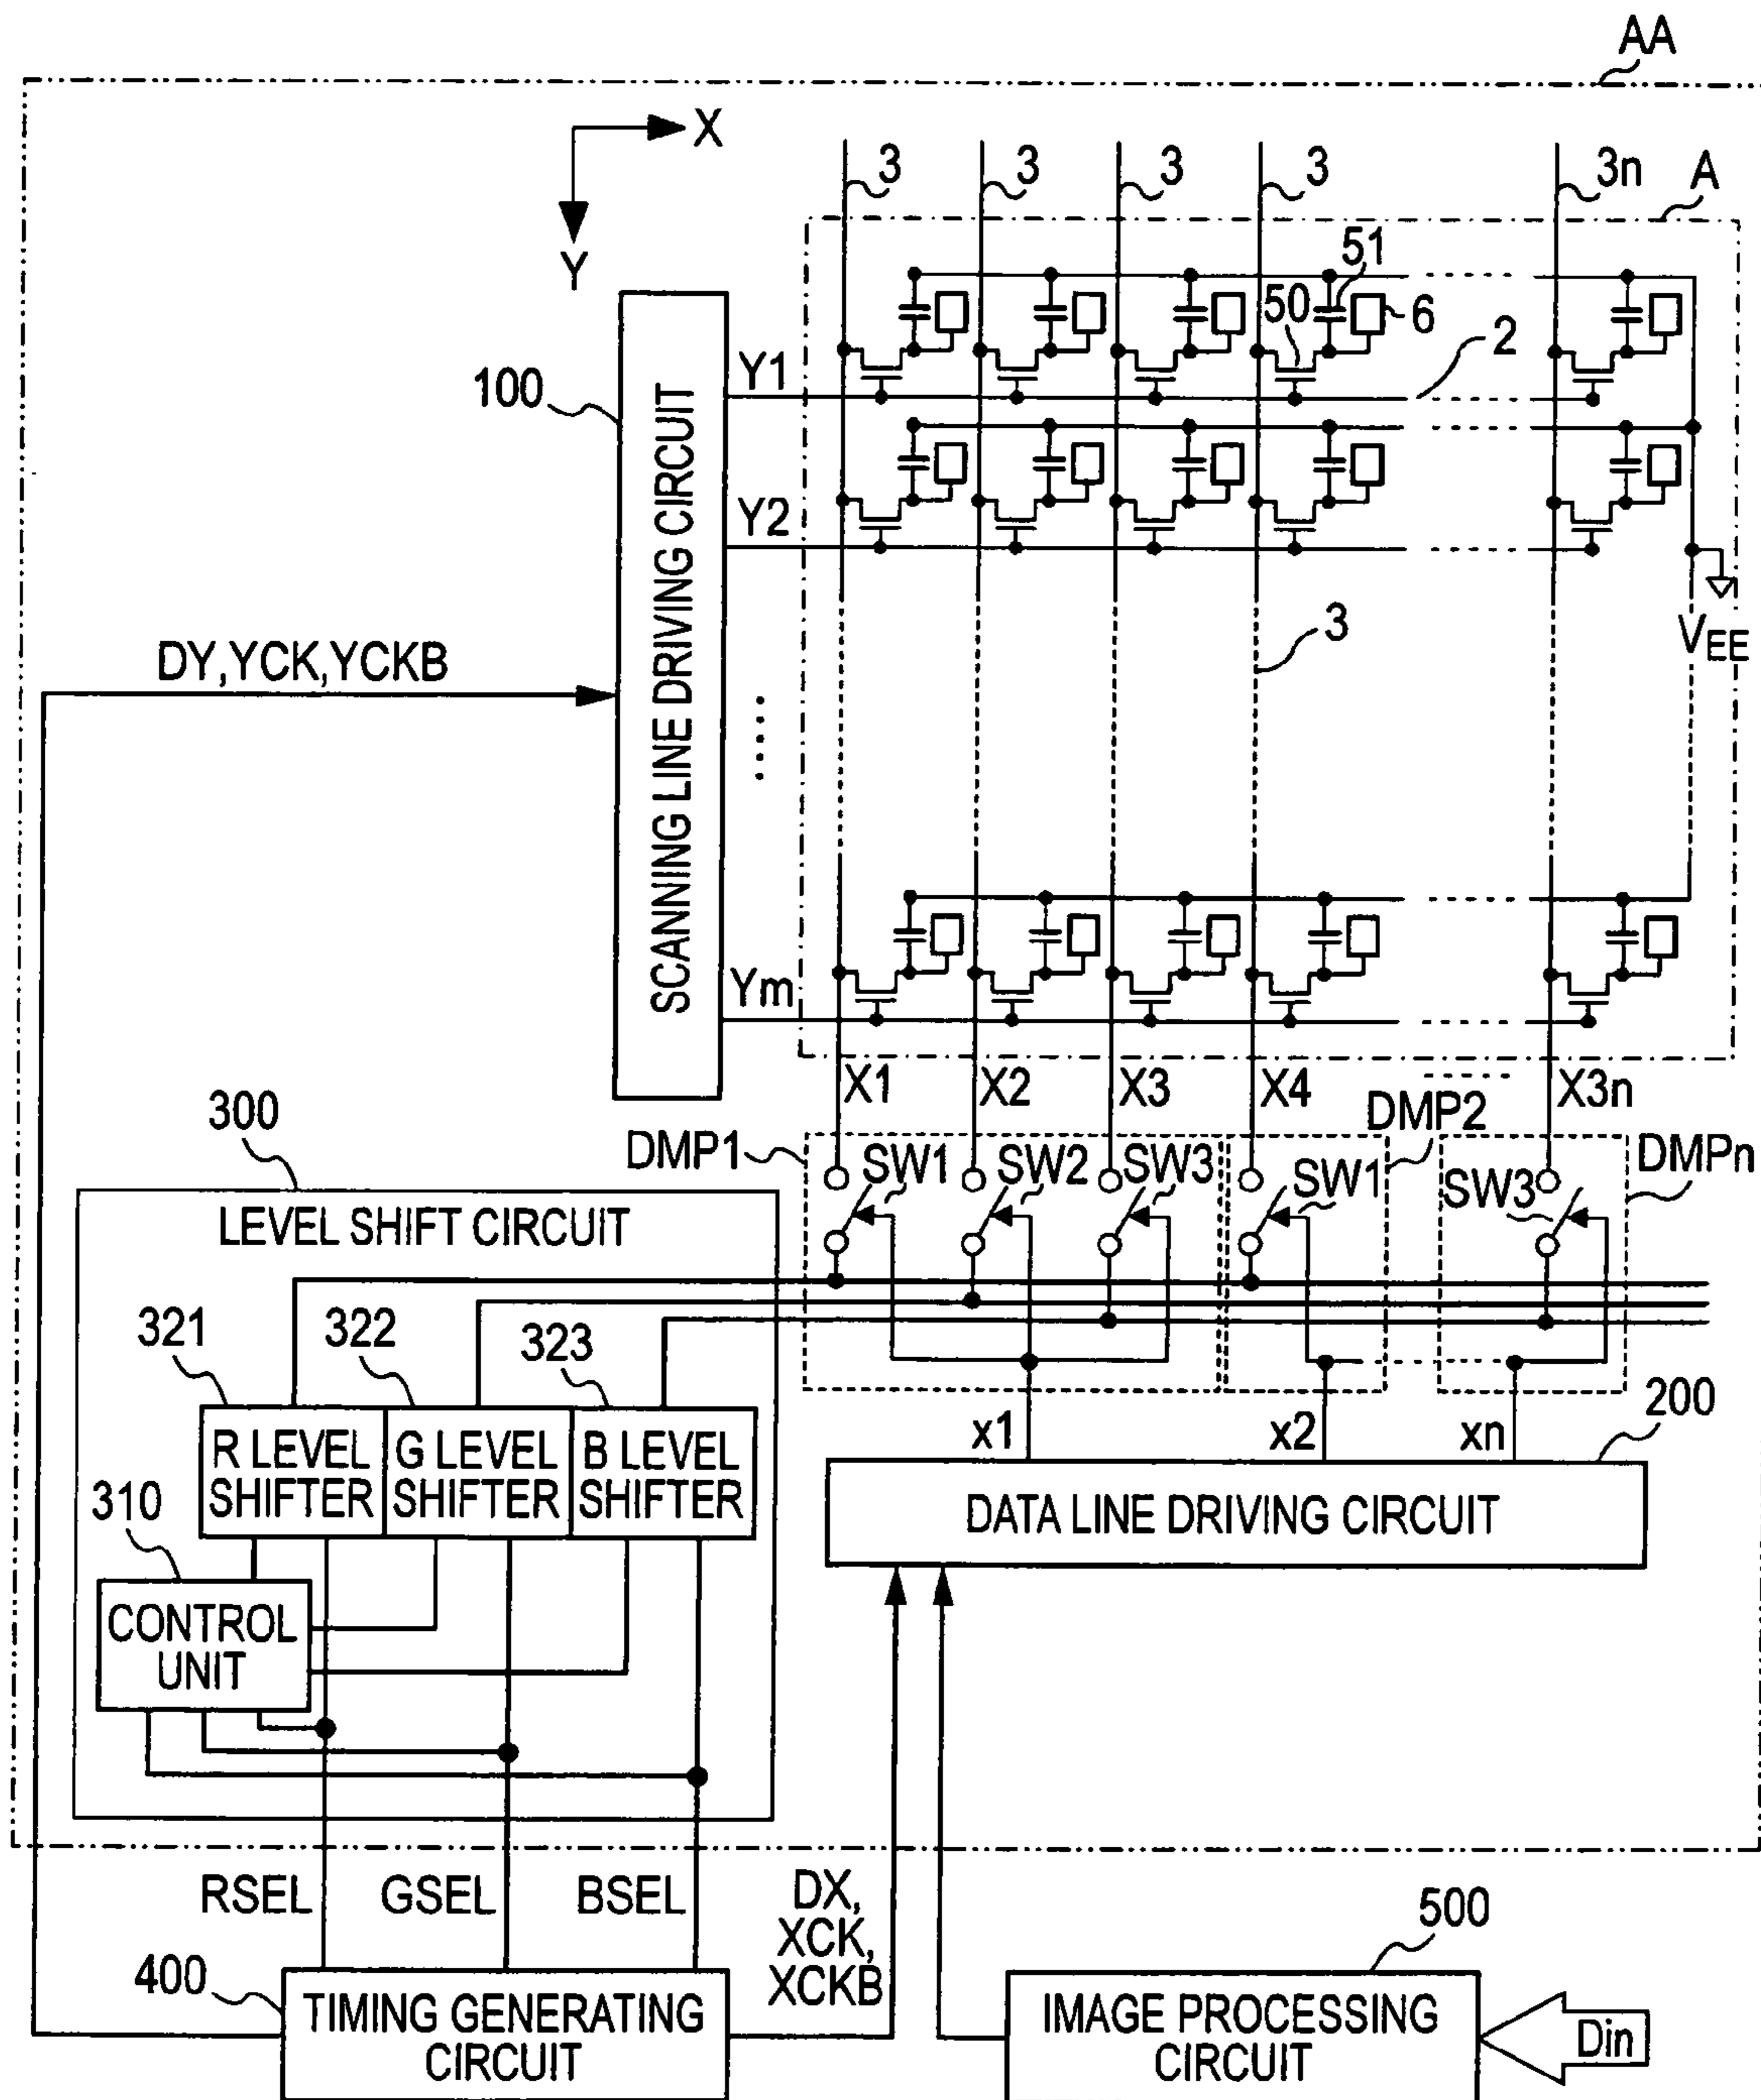 AA
X
Y
3
3
3
3
3n
A
51
50
6
2
100
SCANNING LINE DRIVING CIRCUIT
Y1
Y2
Ym
3
VEE
DY,YCK,YCKB
X1
X2
X3
X4
X3n
DMP1
DMP2
DMPn
SW1
SW2
SW3
SW1
SW3
300
LEVEL SHIFT CIRCUIT
321
322
323
R LEVEL
SHIFTER
G LEVEL
SHIFTER
B LEVEL
SHIFTER
310
CONTROL
UNIT
x1
x2
xn
200
DATA LINE DRIVING CIRCUIT
RSEL
GSEL
BSEL
DX,
XCK,
XCKB
400
TIMING GENERATING
CIRCUIT
500
IMAGE PROCESSING
CIRCUIT
Din